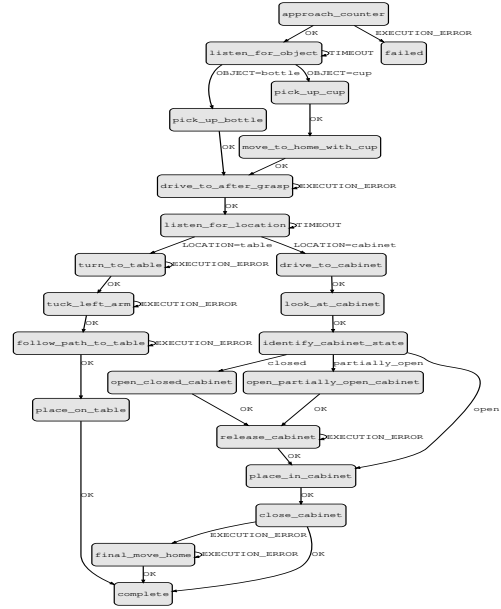 approach_counter
OK
EXECUTION_ERROR
listen_for_object
TIMEOUT
failed
OBJECT=bottle
OBJECT=cup
pick_up_cup
pick_up_bottle
OK
OK
move_to_home_with_cup
OK
drive_to_after_grasp
EXECUTION_ERROR
OK
listen_for_location
TIMEOUT
LOCATION=table
LOCATION=cabinet
turn_to_table
EXECUTION_ERROR
drive_to_cabinet
OK
OK
tuck_left_arm
EXECUTION_ERROR
look_at_cabinet
OK
OK
follow_path_to_table
EXECUTION_ERROR
identify_cabinet_state
OK
closed
partially_open
open_closed_cabinet
open_partially_open_cabinet
place_on_table
OK
OK
open
release_cabinet
EXECUTION_ERROR
OK
place_in_cabinet
OK
OK
close_cabinet
EXECUTION_ERROR
final_move_home
EXECUTION_ERROR
OK
OK
complete